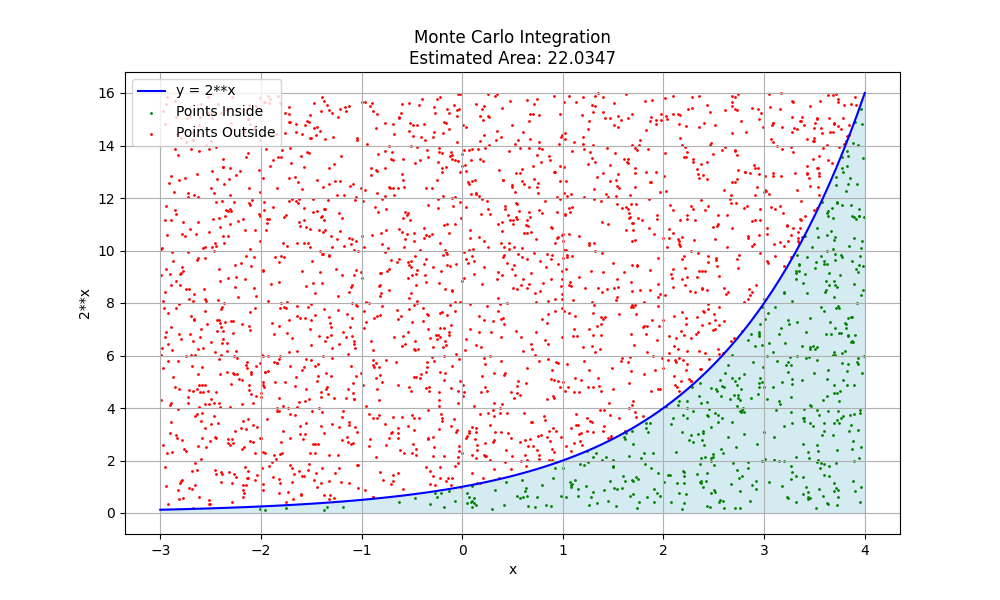 Monte Carlo Integration
Estimated Area: 22.0347
y = 2**x
Points Inside
Points Outside
16
14
12
10
8
6
4
2
0
2**x
−3
−2
−1
0
1
2
3
4
x